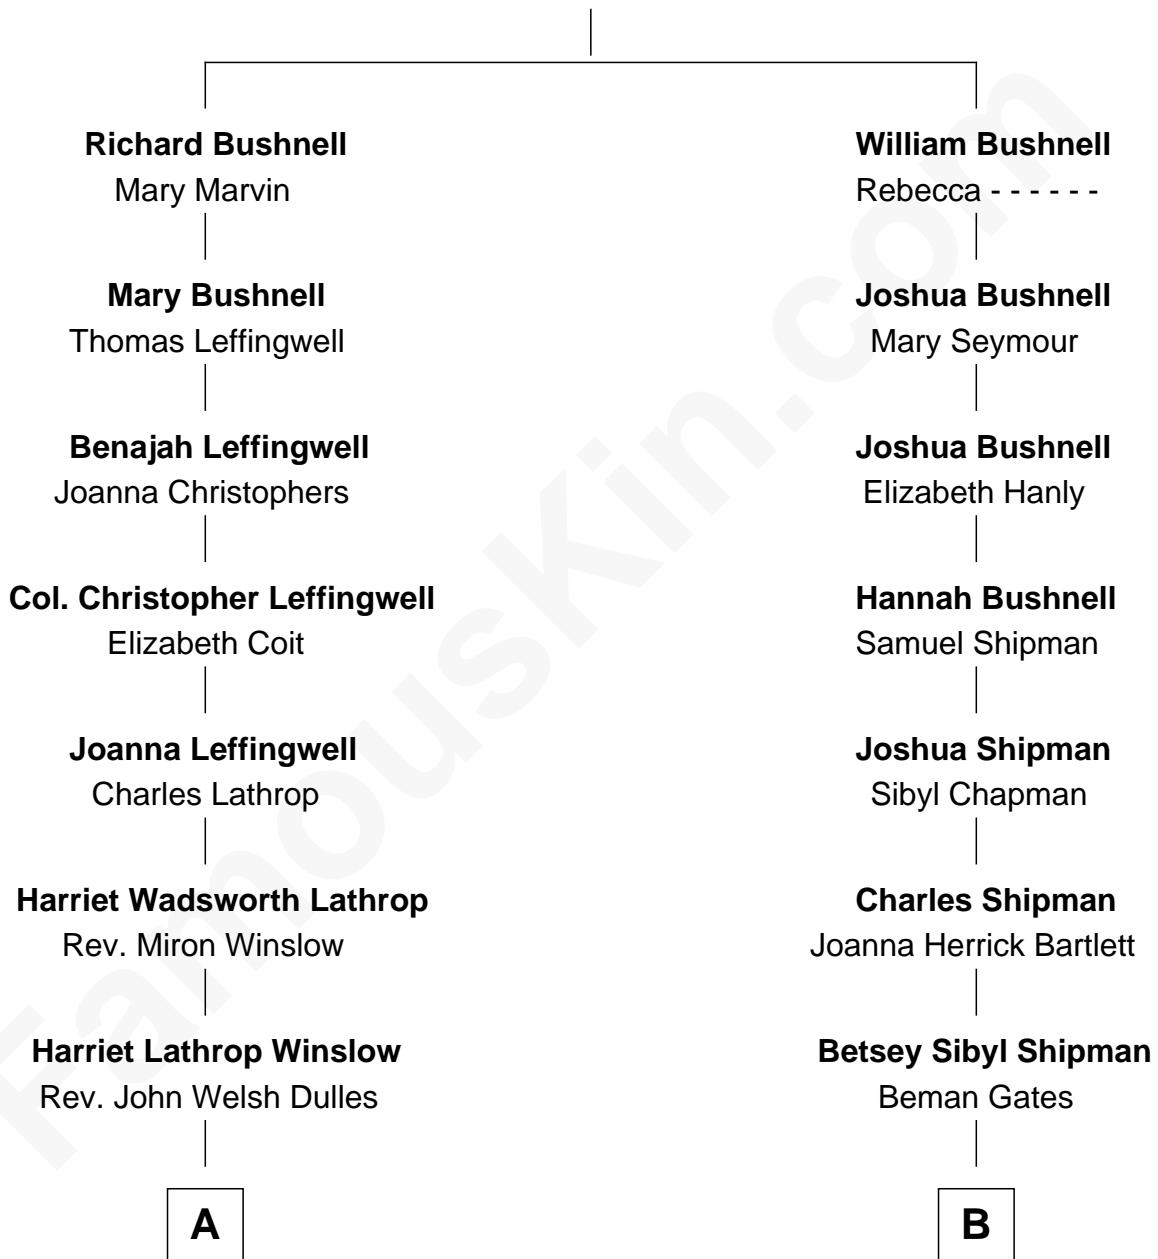 Richard Bushnell
Mary Marvin
Mary Bushnell
Thomas Leffingwell
Benajah Leffingwell
Joanna Christophers
Col. Christopher Leffingwell
Elizabeth Coit
Joanna Leffingwell
Charles Lathrop
Harriet Wadsworth Lathrop
Rev. Miron Winslow
Harriet Lathrop Winslow
Rev. John Welsh Dulles
A
William Bushnell
Rebecca - - - - - -
Joshua Bushnell
Mary Seymour
Joshua Bushnell
Elizabeth Hanly
Hannah Bushnell
Samuel Shipman
Joshua Shipman
Sibyl Chapman
Charles Shipman
Joanna Herrick Bartlett
Betsey Sibyl Shipman
Beman Gates
B
FamousKin.com